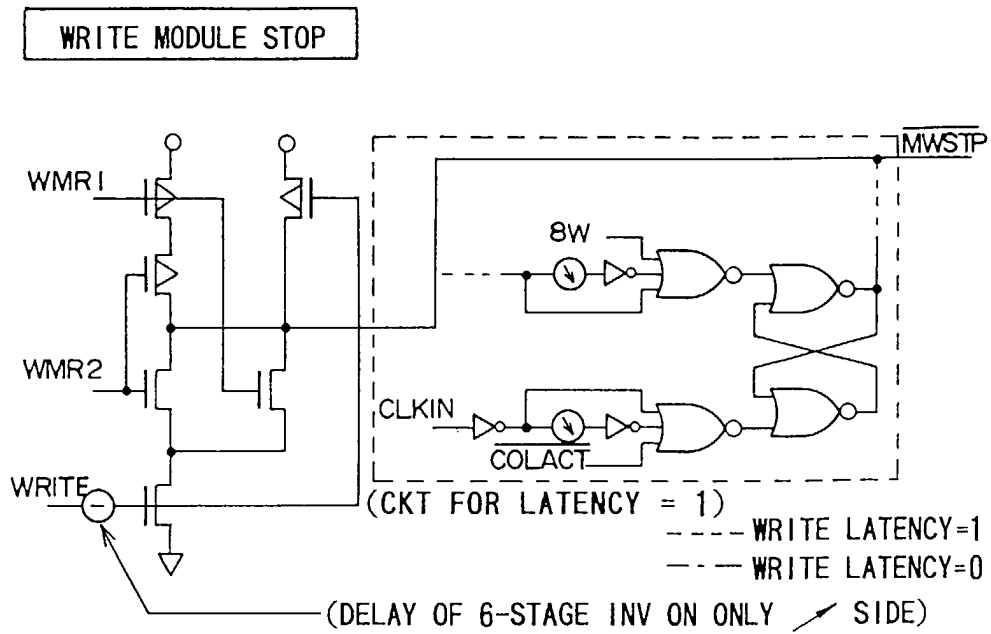 WRITE MODULE STOP
MWSTP
WMR1
8W
WMR2
CLKIN
COLACT
WRITE
(CKT FOR LATENCY = 1)
WRITE LATENCY=1
WRITE LATENCY=0
(DELAY OF 6-STAGE INV ON ONLY ↗ SIDE)